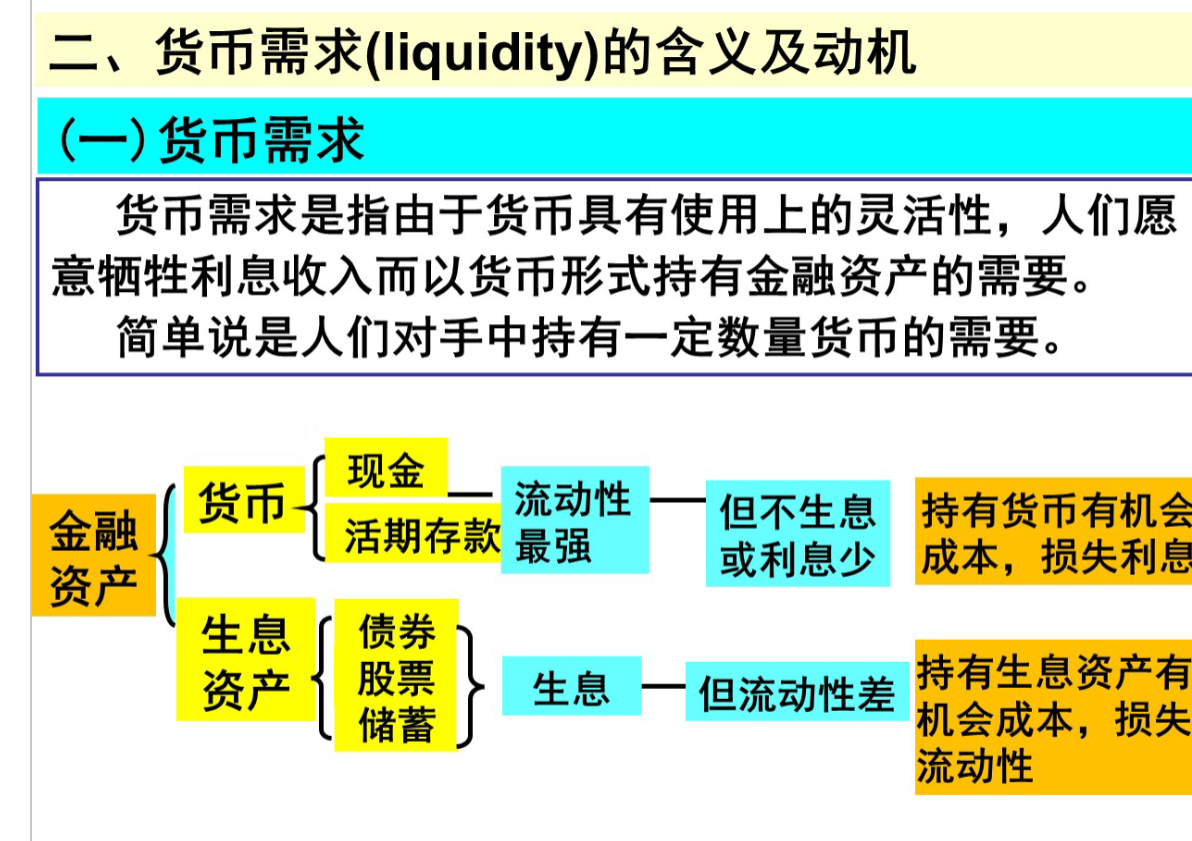 二、货币需求(liquidity)的含义及动机
(一)货币需求
货币需求是指由于货币具有使用上的灵活性，人们愿
意牺牲利息收入而以货币形式持有金融资产的需要。
简单说是人们对手中持有一定数量货币的需要。
金融
资产
货币
现金
活期存款
流动性
最强
但不生息
或利息少
持有货币有机会
成本，损失利息
生息
资产
债券
股票
储蓄
生息
但流动性差
持有生息资产有
机会成本，损失
流动性